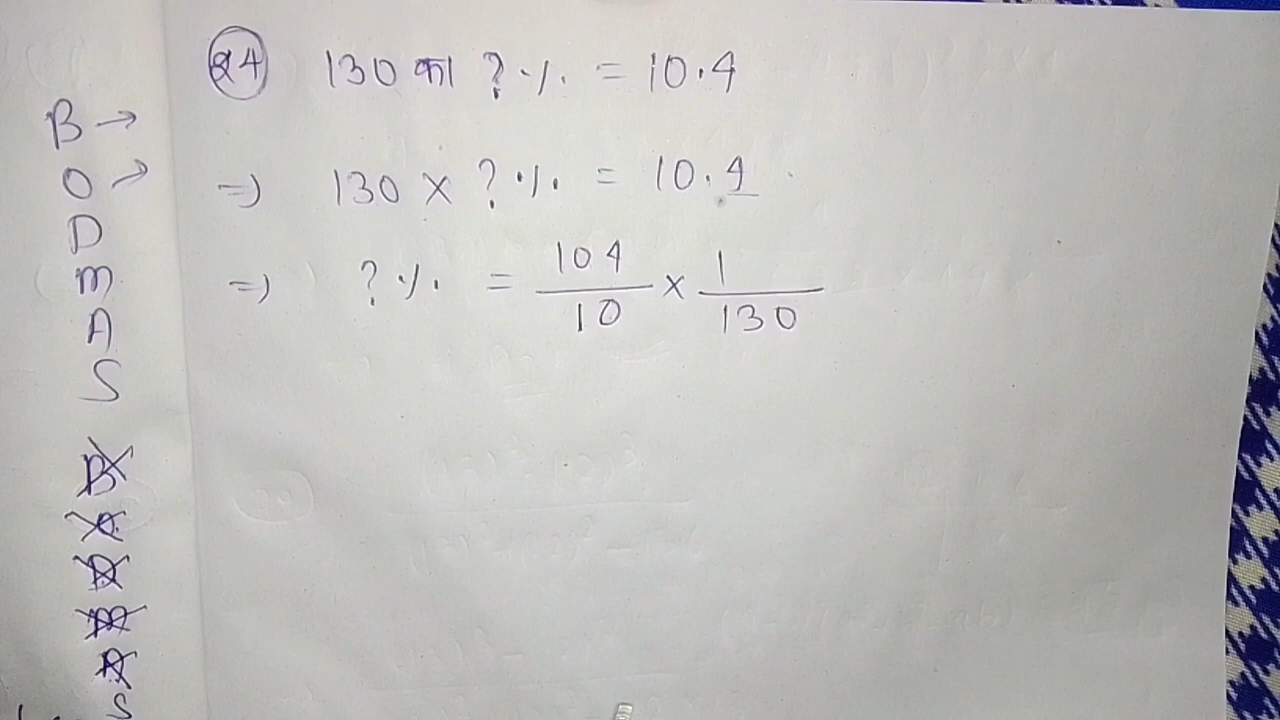 24 130 का ? % = 10.4
=) 130 × ? % = 10.4
=) ? % = 104/10 × 1/130
B →
O →
D
M
A
S
B
O
D
M
A
S